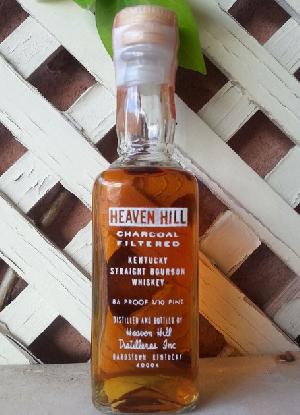 HEAVEN HILL
CHARCOAL
FILTERED
KENTUCKY
STRAIGHT BOURBON
WHISKEY
86 PROOF 1/10 PINT
DISTILLED AND BOTTLED BY
Heaven Hill
Distilleries Inc
BARDSTOWN, KENTUCKY
40004